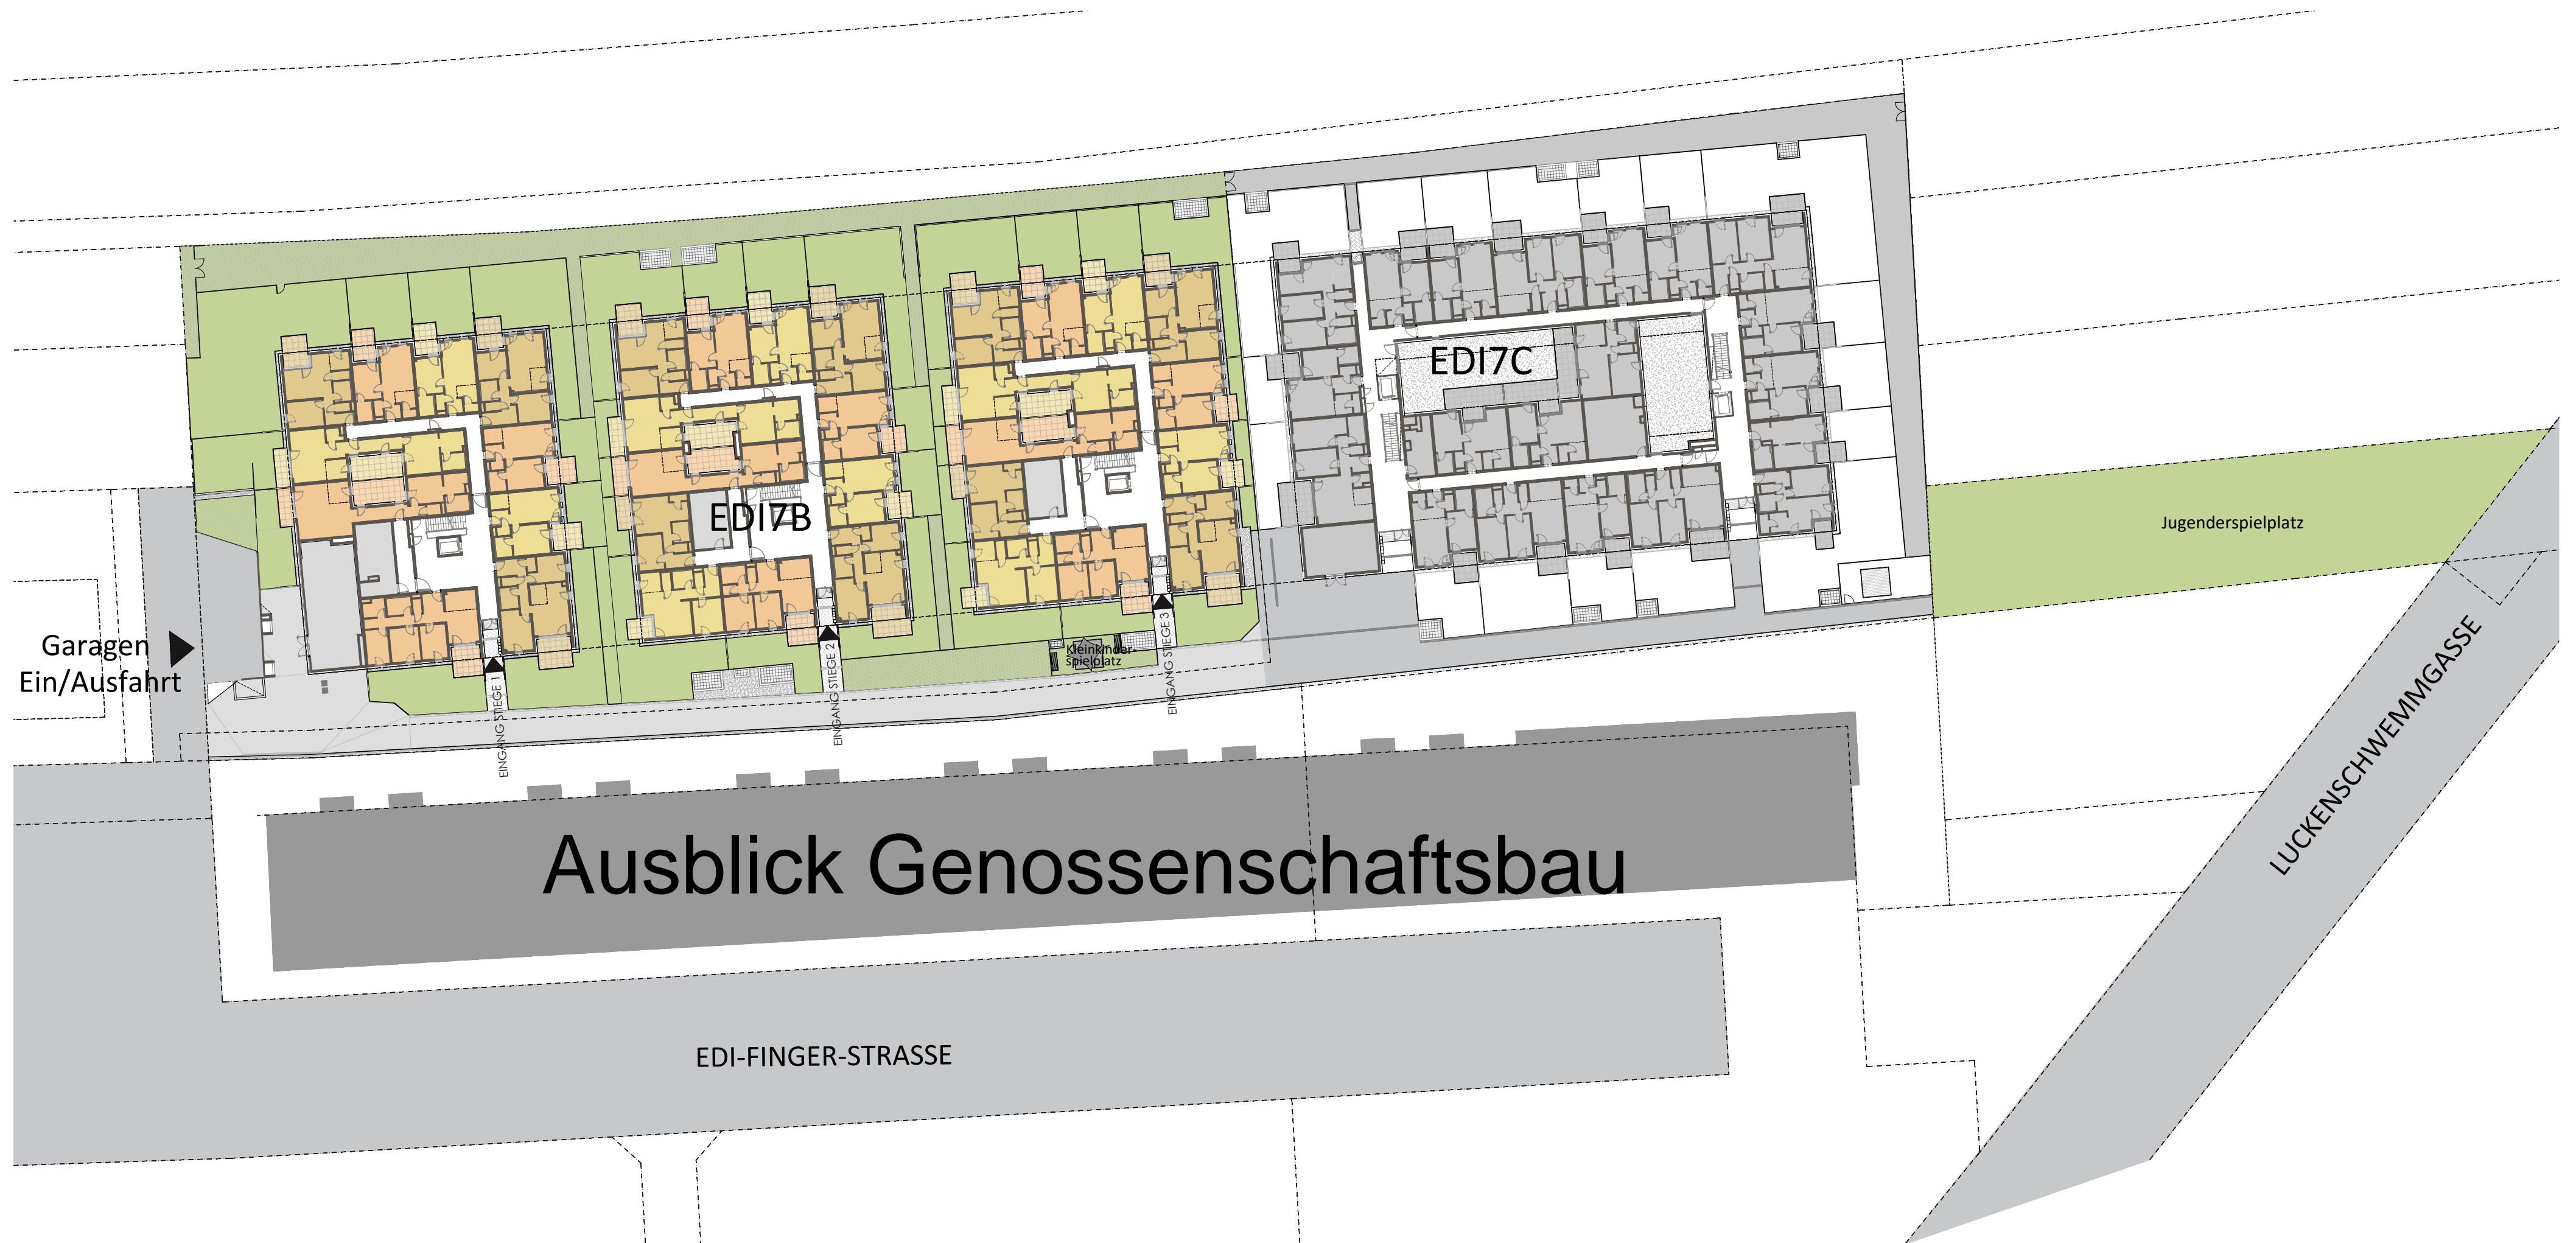 EDI7C
EDI7B
Jugenderspielplatz
Garagen
Ein/Ausfahrt
Kleinkinder-
spielplatz
EINGANG STIEGE 1
EINGANG STIEGE 2
EINGANG STIEGE 3
LUCKENSCHWEMMGASSE
Ausblick Genossenschaftsbau
EDI-FINGER-STRASSE